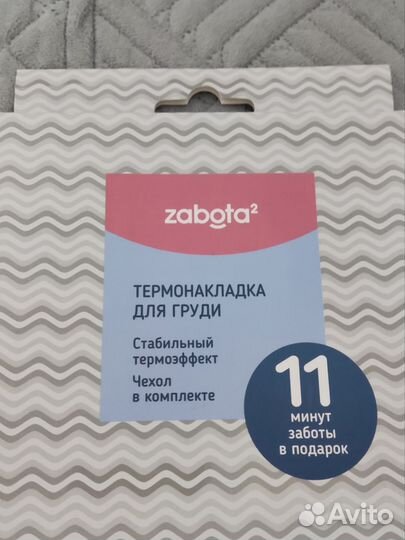 zabota²
ТЕРМОНАКЛАДКА
ДЛЯ ГРУДИ
Стабильный
термоэффект
Чехол
в комплекте
11
минут
заботы
в подарок
Avito